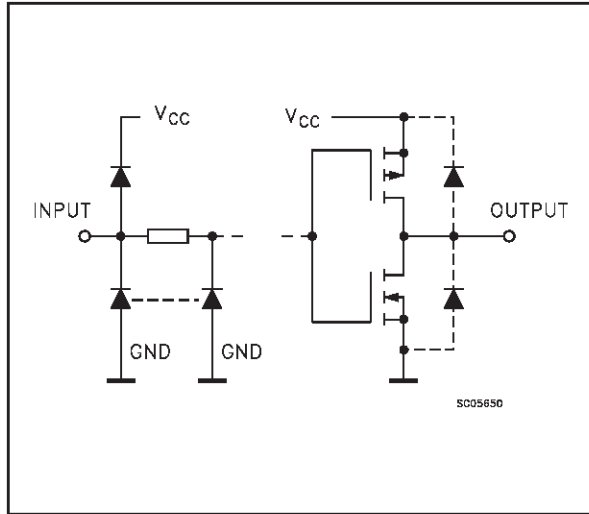 VCC
VCC
INPUT
OUTPUT
GND
GND
SC05650